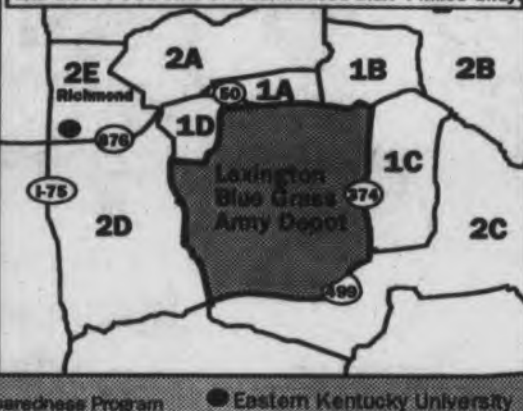 2E
Richmond
2A
50
1A
1B
2B
876
1D
1C
I-75
Lexington
Blue Grass
Army Depot
374
2D
2C
499
Eastern Kentucky University
Program